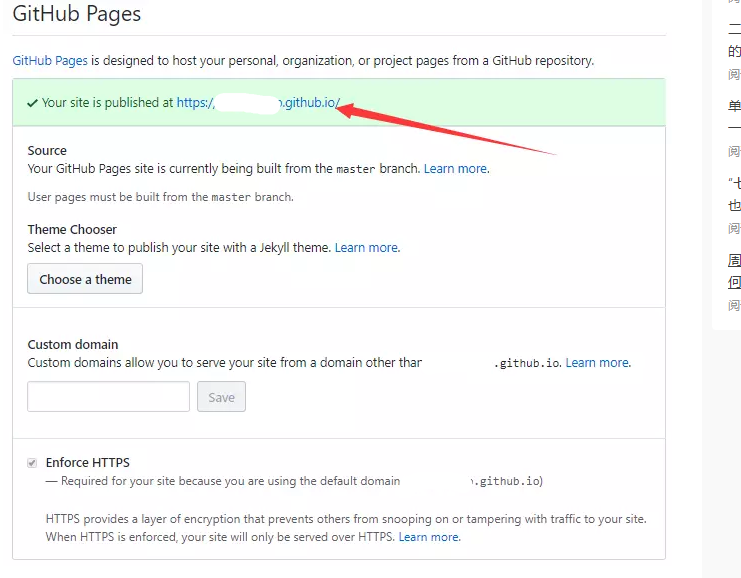 GitHub Pages
GitHub Pages is designed to host your personal, organization, or project pages from a GitHub repository.
✓ Your site is published at https:/ .github.io/
Source
Your GitHub Pages site is currently being built from the master branch. Learn more.
User pages must be built from the master branch.
Theme Chooser
Select a theme to publish your site with a Jekyll theme. Learn more.
Choose a theme
Custom domain
Custom domains allow you to serve your site from a domain other than .github.io. Learn more.
Save
Enforce HTTPS
— Required for your site because you are using the default domain .github.io)
HTTPS provides a layer of encryption that prevents others from snooping on or tampering with traffic to your site.
When HTTPS is enforced, your site will only be served over HTTPS. Learn more.
二
的
阅
单
一
阅
也
阅
周
何
阅